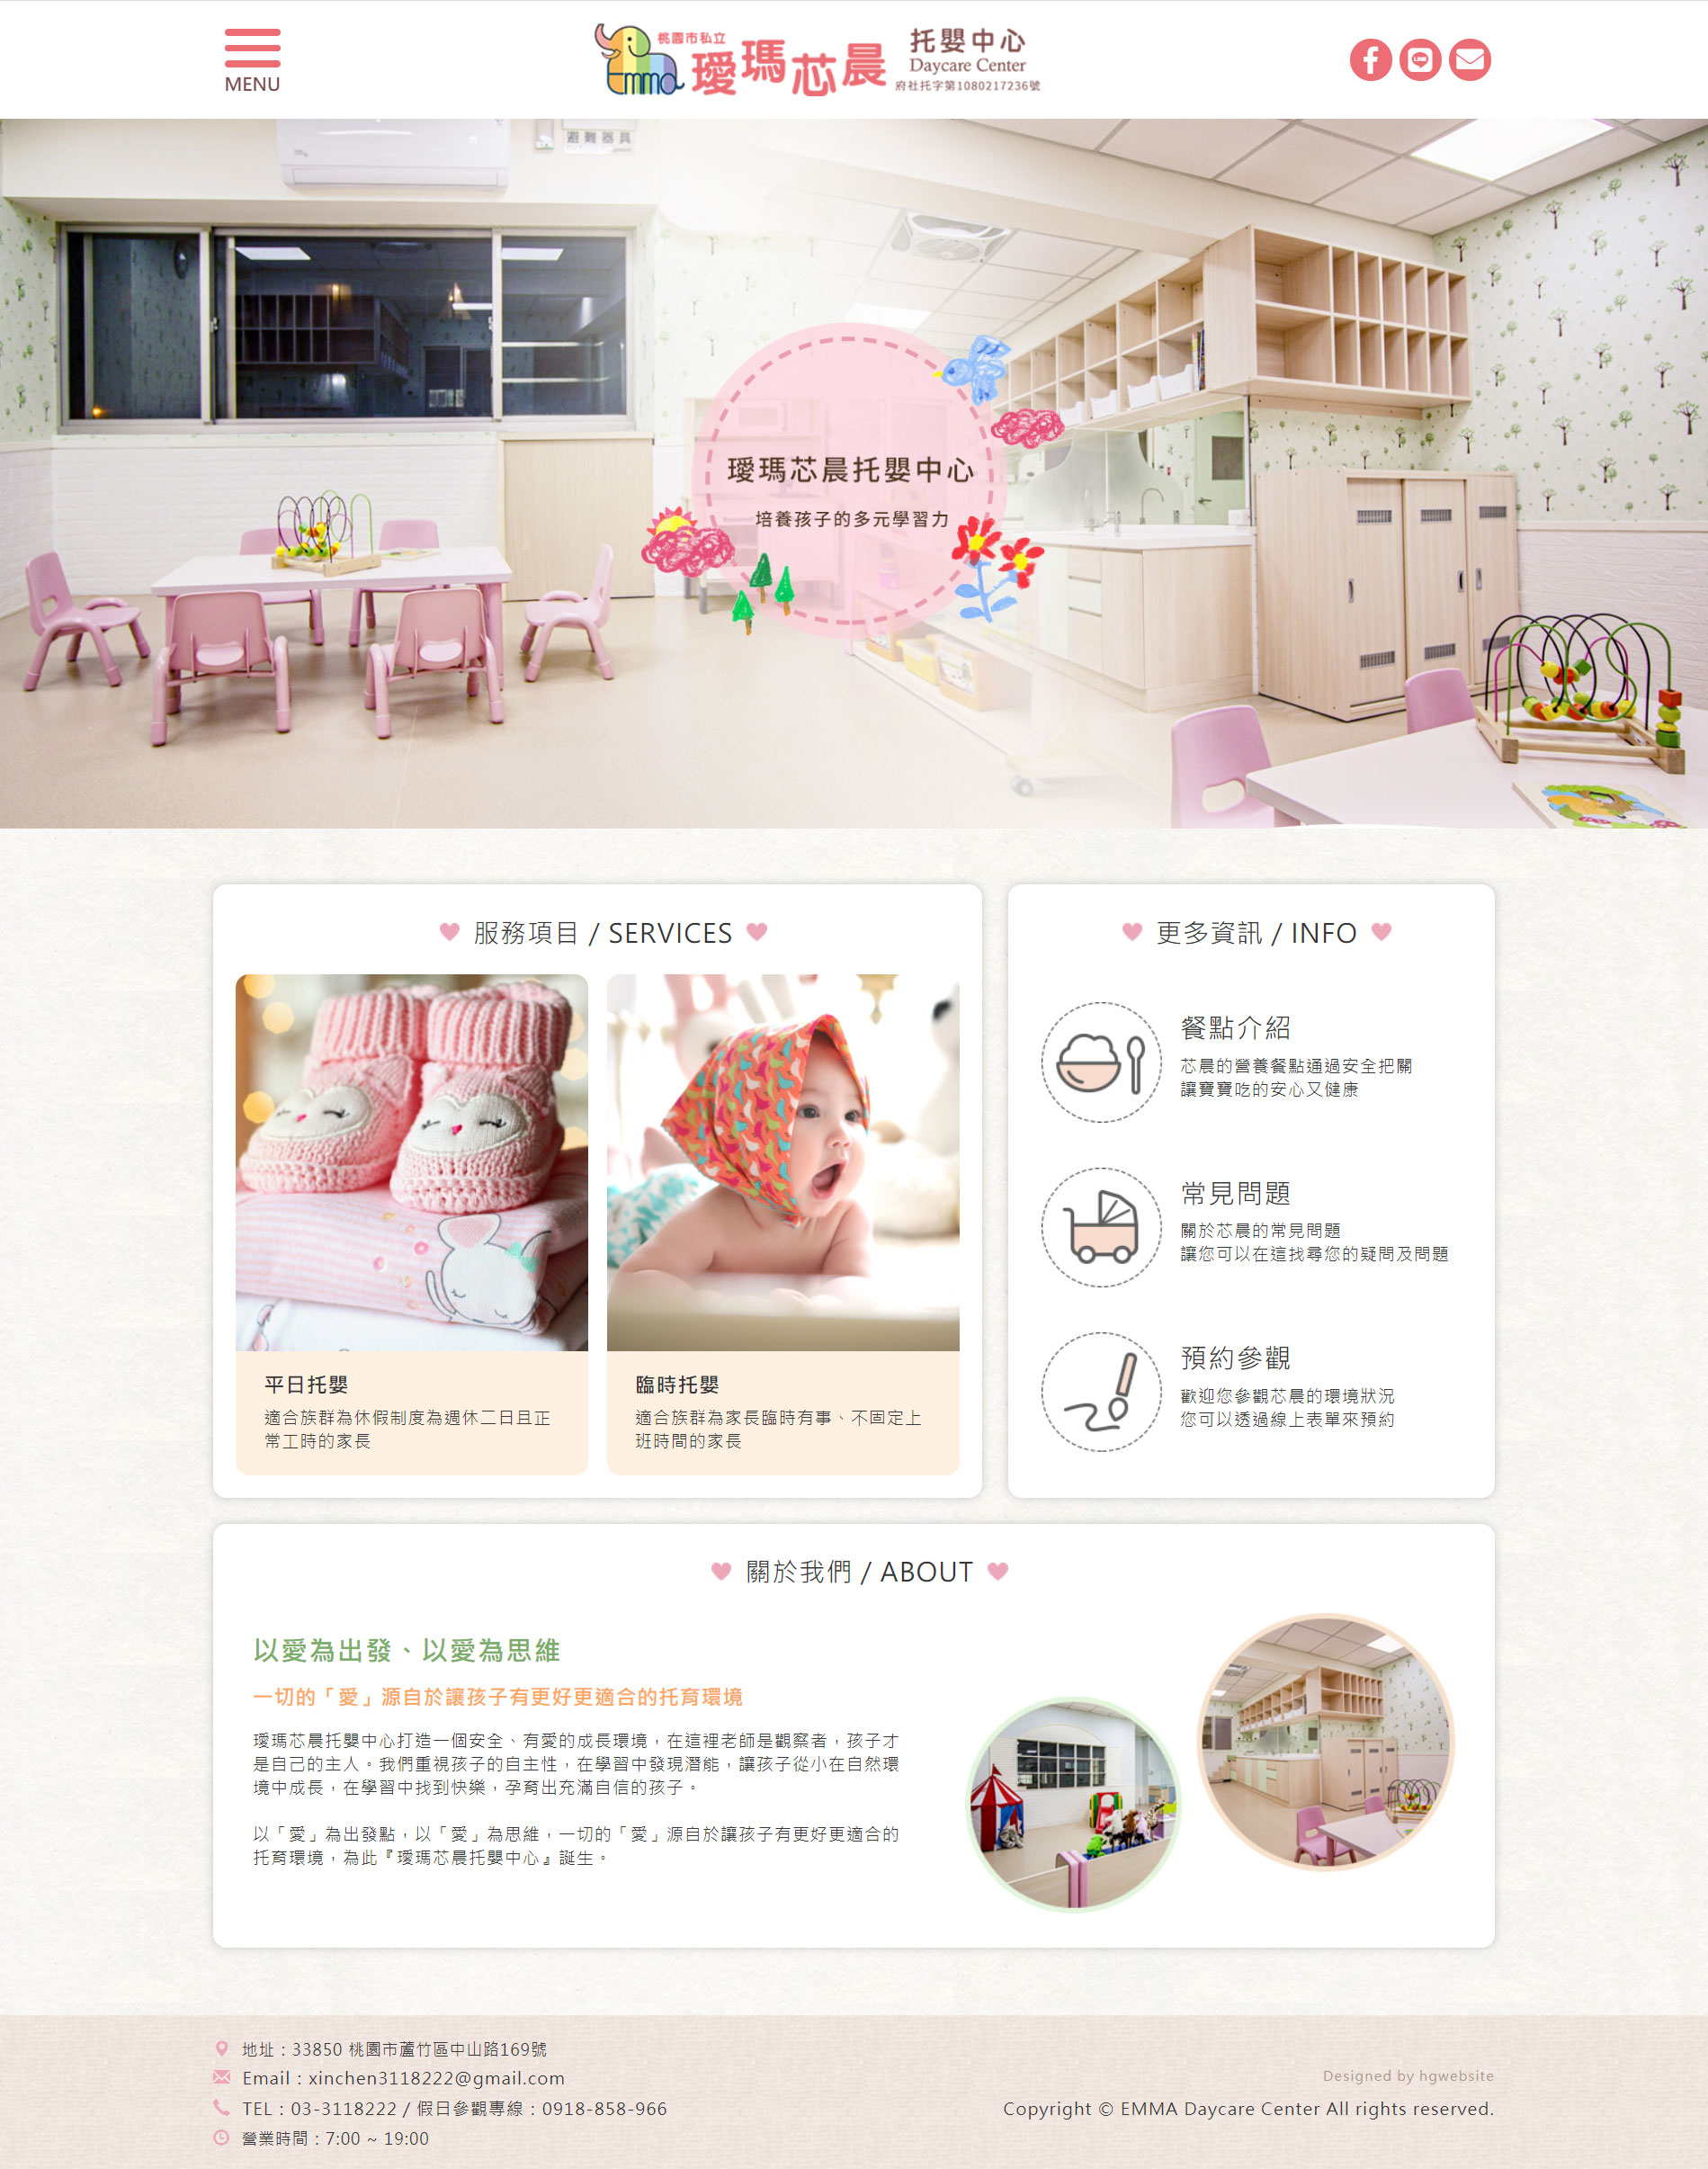 MENU
桃園市私立
Emma
璦瑪芯晨
托嬰中心
Daycare Center
府社托字第1080217236號
避難器具
璦瑪芯晨托嬰中心
培養孩子的多元學習力
服務項目 / SERVICES
平日托嬰
適合族群為休假制度為週休二日且正
常工時的家長
臨時托嬰
適合族群為家長臨時有事、不固定上
班時間的家長
更多資訊 / INFO
餐點介紹
芯晨的營養餐點通過安全把關
讓寶寶吃的安心又健康
常見問題
關於芯晨的常見問題
讓您可以在這找尋您的疑問及問題
預約參觀
歡迎您參觀芯晨的環境狀況
您可以透過線上表單來預約
關於我們 / ABOUT
以愛為出發、以愛為思維
一切的「愛」源自於讓孩子有更好更適合的托育環境
璦瑪芯晨托嬰中心打造一個安全、有愛的成長環境，在這裡老師是觀察者，孩子才
是自己的主人。我們重視孩子的自主性，在學習中發現潛能，讓孩子從小在自然環
境中成長，在學習中找到快樂，孕育出充滿自信的孩子。
以「愛」為出發點，以「愛」為思維，一切的「愛」源自於讓孩子有更好更適合的
托育環境，為此『璦瑪芯晨托嬰中心』誕生。
地址：33850 桃園市蘆竹區中山路169號
Email：xinchen3118222@gmail.com
TEL：03-3118222 / 假日參觀專線：0918-858-966
營業時間：7:00 ~ 19:00
Designed by hgwebsite
Copyright © EMMA Daycare Center All rights reserved.